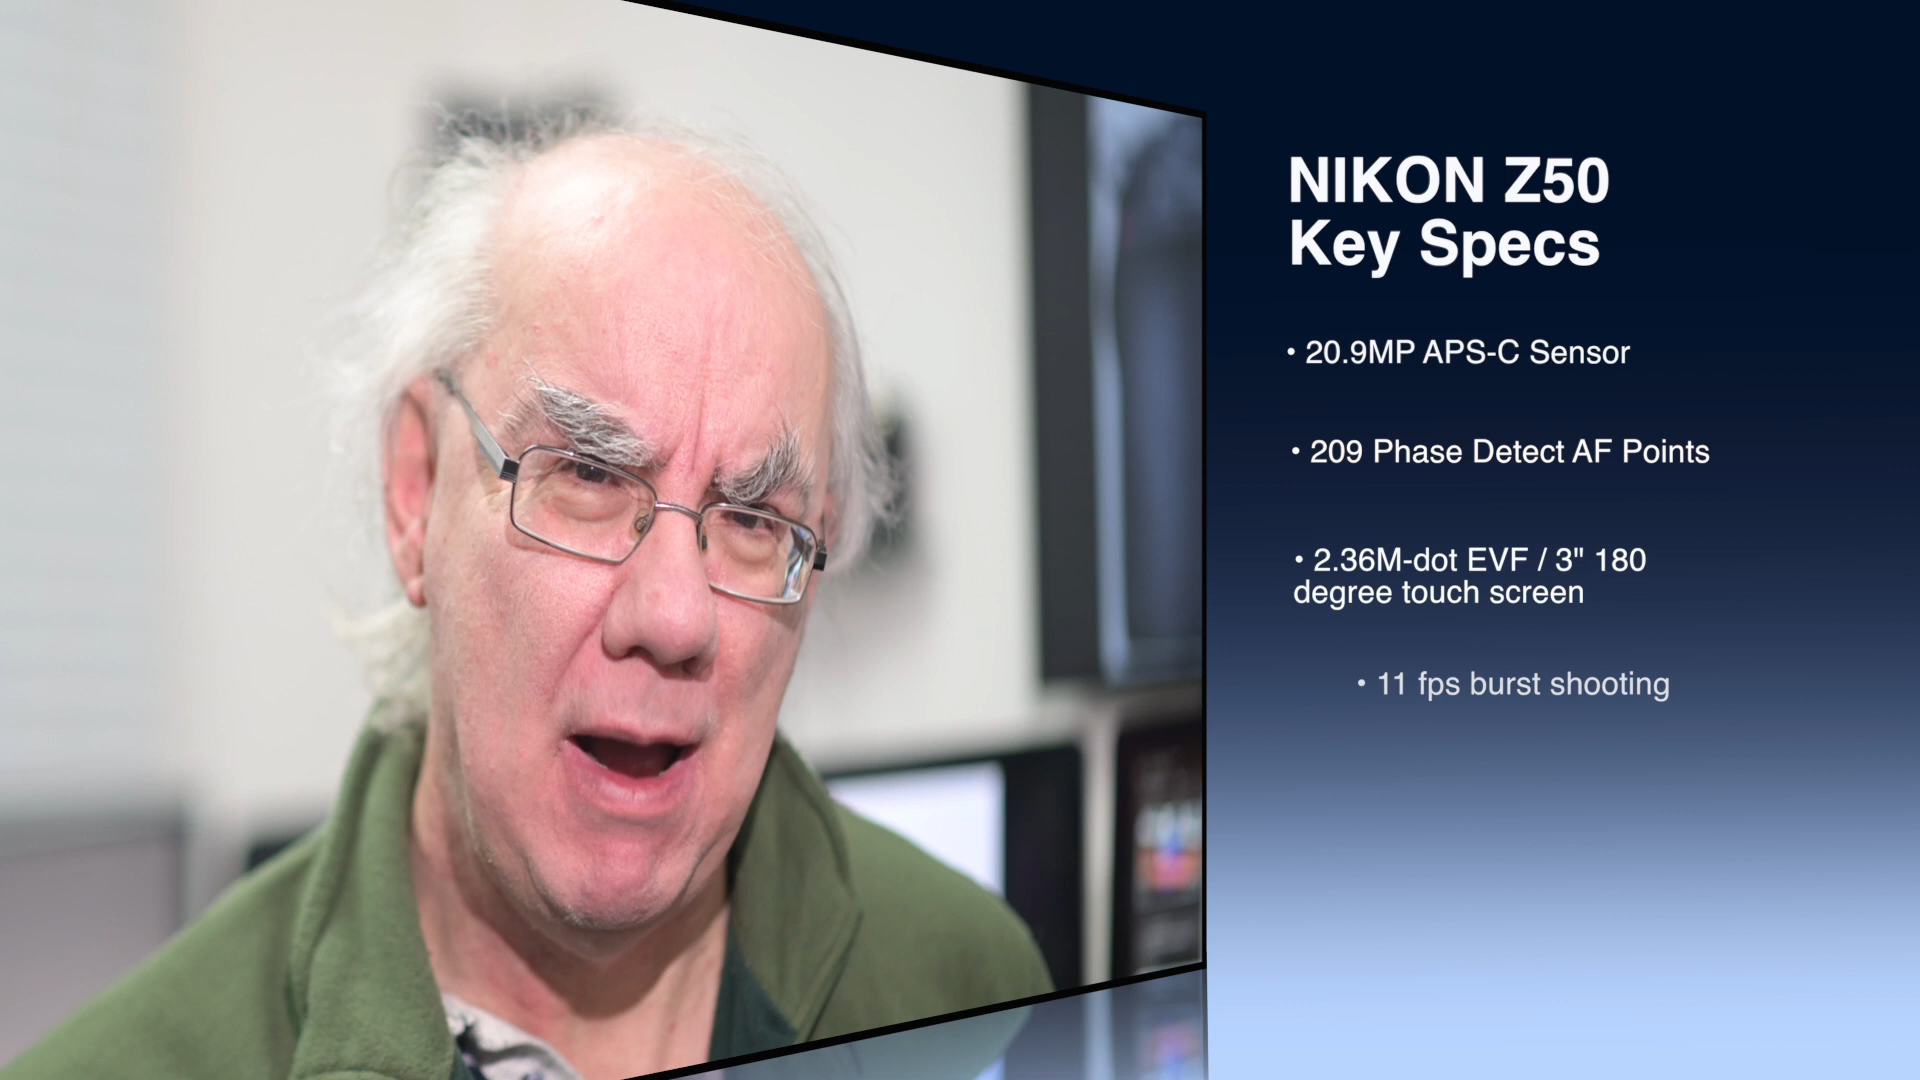 NIKON Z50
Key Specs
• 20.9MP APS-C Sensor
• 209 Phase Detect AF Points
• 2.36M-dot EVF / 3" 180
degree touch screen
• 11 fps burst shooting